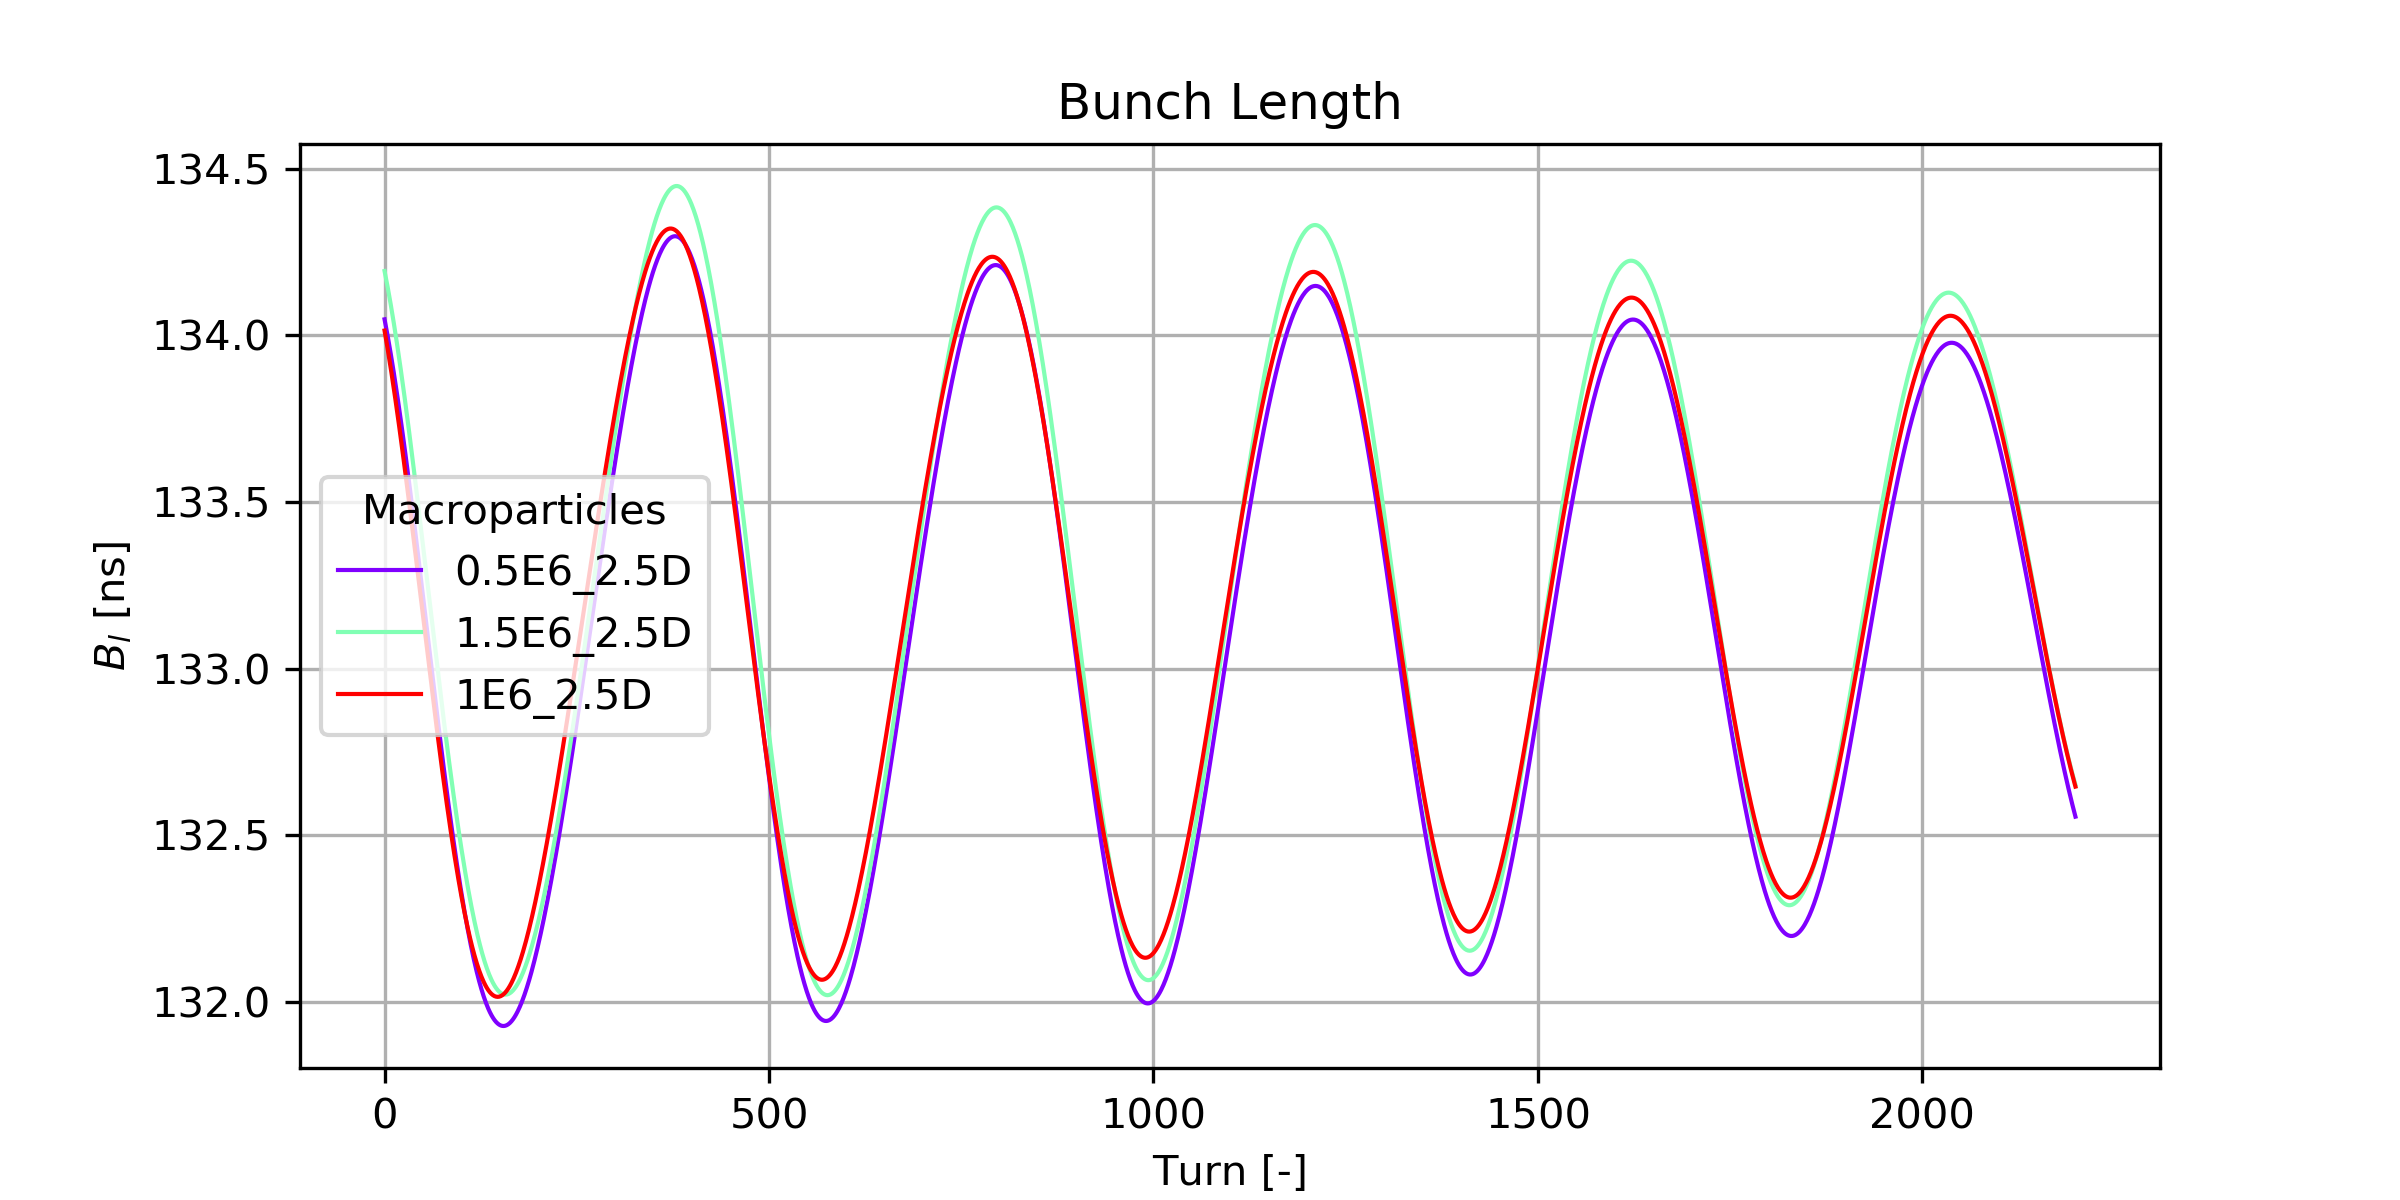 Bunch Length
134.5
134.0
133.5
133.0
132.5
132.0
B_l [ns]
Macroparticles
0.5E6_2.5D
1.5E6_2.5D
1E6_2.5D
0 500 1000 1500 2000
Turn [-]